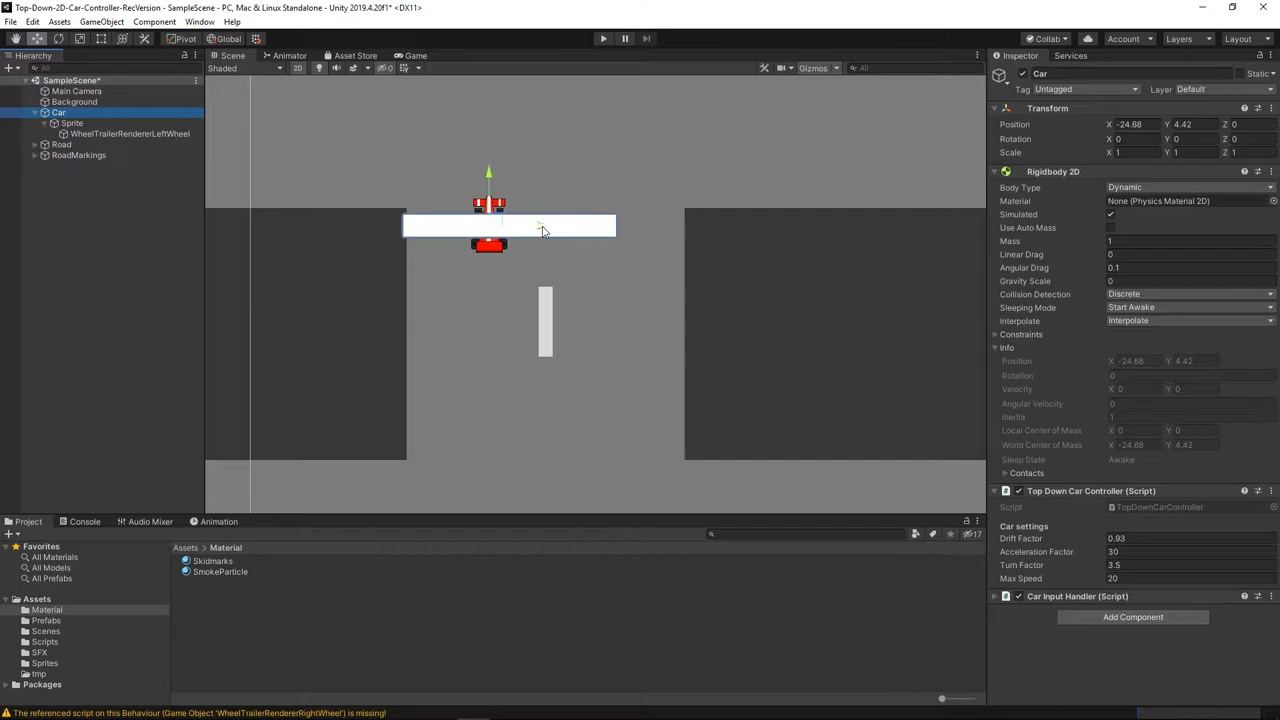 Top-Down-2D-Car-Controller-RecVersion - SampleScene - PC, Mac & Linux Standalone - Unity 2019.4.20f1* <DX11>
File Edit Assets GameObject Component Window Help
Pivot Global Collab Account Layers Layout
Hierarchy
All
SampleScene*
Main Camera
Background
Car
Sprite
WheelTrailerRendererLeftWheel
Road
RoadMarkings
Scene Animator Asset Store Game
Shaded 2D 0 Gizmos All
Inspector Services
Car Static
Tag Untagged Layer Default
Transform
Position X -24.68 Y 4.42 Z 0
Rotation X 0 Y 0 Z 0
Scale X 1 Y 1 Z 1
Rigidbody 2D
Body Type Dynamic
Material None (Physics Material 2D)
Simulated
Use Auto Mass
Mass 1
Linear Drag 0
Angular Drag 0.1
Gravity Scale 0
Collision Detection Discrete
Sleeping Mode Start Awake
Interpolate Interpolate
Constraints
Info
Position X -24.68 Y 4.42
Rotation 0
Velocity X 0 Y 0
Angular Velocity 0
Inertia 1
Local Center of Mass X 0 Y 0
World Center of Mass X -24.68 Y 4.42
Sleep State Awake
Contacts
Top Down Car Controller (Script)
Script TopDownCarController
Car settings
Drift Factor 0.93
Acceleration Factor 30
Turn Factor 3.5
Max Speed 20
Car Input Handler (Script)
Add Component
Project Console Audio Mixer Animation
17
Favorites
All Materials
All Models
All Prefabs
Assets
Material
Prefabs
Scenes
Scripts
SFX
Sprites
tmp
Packages
Assets > Material
Skidmarks
SmokeParticle
The referenced script on this Behaviour (Game Object 'WheelTrailerRendererRightWheel') is missing!